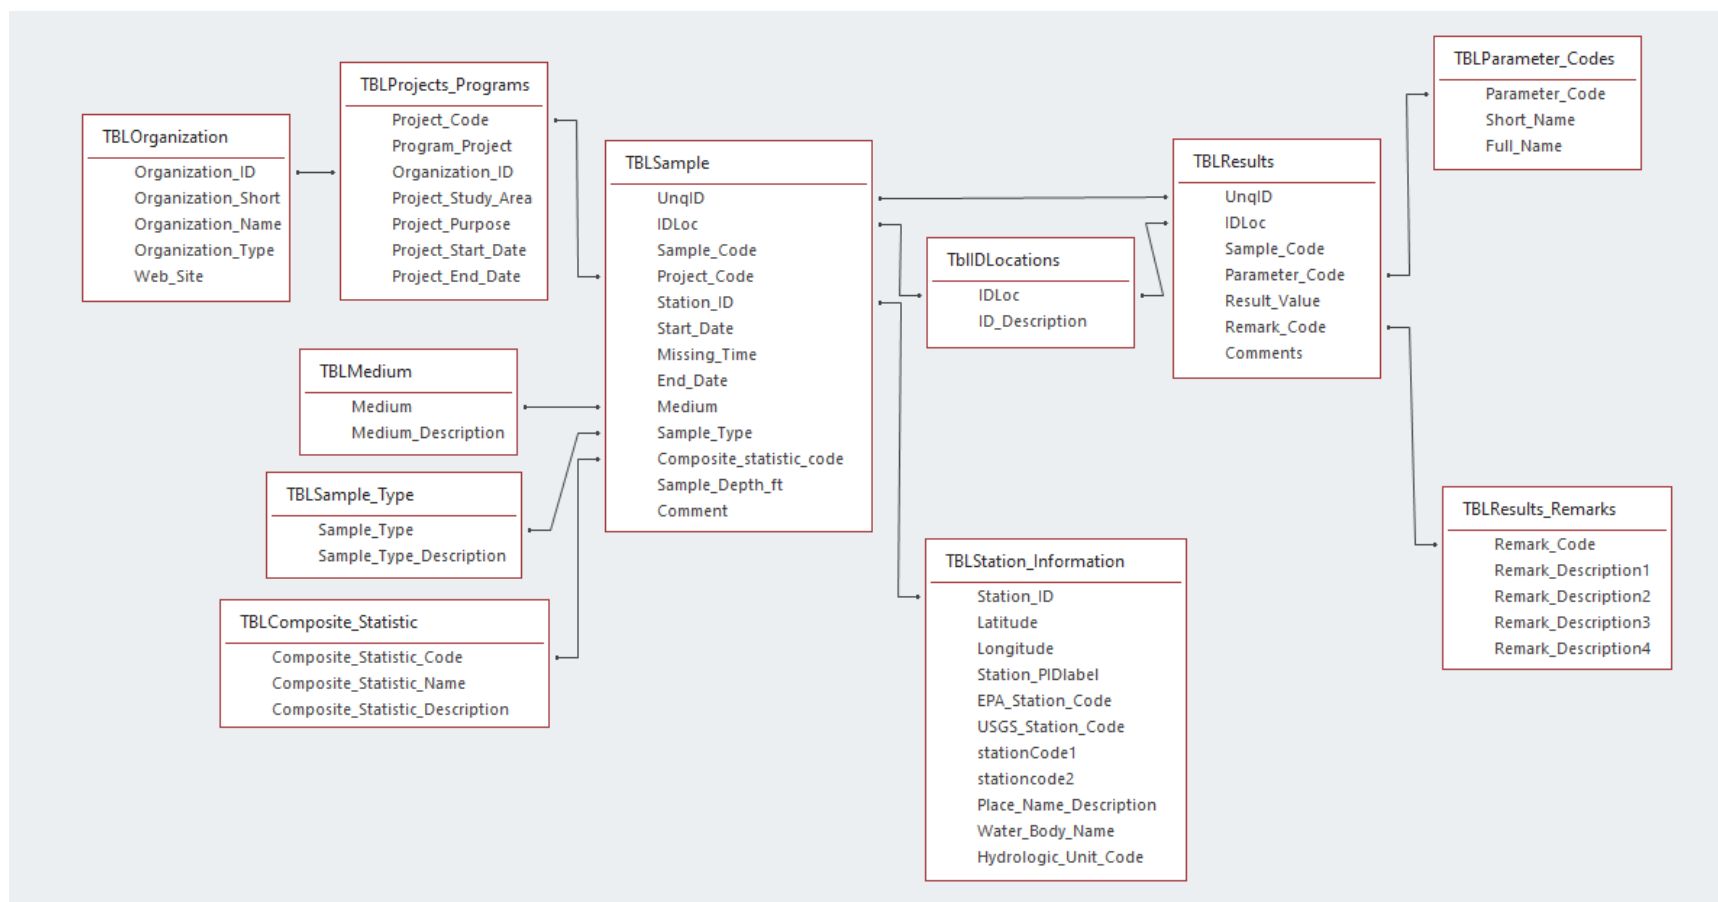 TBLOrganization
Organization_ID
Organization_Short
Organization_Name
Organization_Type
Web_Site
TBLProjects_Programs
Project_Code
Program_Project
Organization_ID
Project_Study_Area
Project_Purpose
Project_Start_Date
Project_End_Date
TBLMedium
Medium
Medium_Description
TBLSample_Type
Sample_Type
Sample_Type_Description
TBLComposite_Statistic
Composite_Statistic_Code
Composite_Statistic_Name
Composite_Statistic_Description
TBLSample
UnqID
IDLoc
Sample_Code
Project_Code
Station_ID
Start_Date
Missing_Time
End_Date
Medium
Sample_Type
Composite_statistic_code
Sample_Depth_ft
Comment
TblIDLocations
IDLoc
ID_Description
TBLStation_Information
Station_ID
Latitude
Longitude
Station_PIDlabel
EPA_Station_Code
USGS_Station_Code
stationCode1
stationcode2
Place_Name_Description
Water_Body_Name
Hydrologic_Unit_Code
TBLResults
UnqID
IDLoc
Sample_Code
Parameter_Code
Result_Value
Remark_Code
Comments
TBLParameter_Codes
Parameter_Code
Short_Name
Full_Name
TBLResults_Remarks
Remark_Code
Remark_Description1
Remark_Description2
Remark_Description3
Remark_Description4